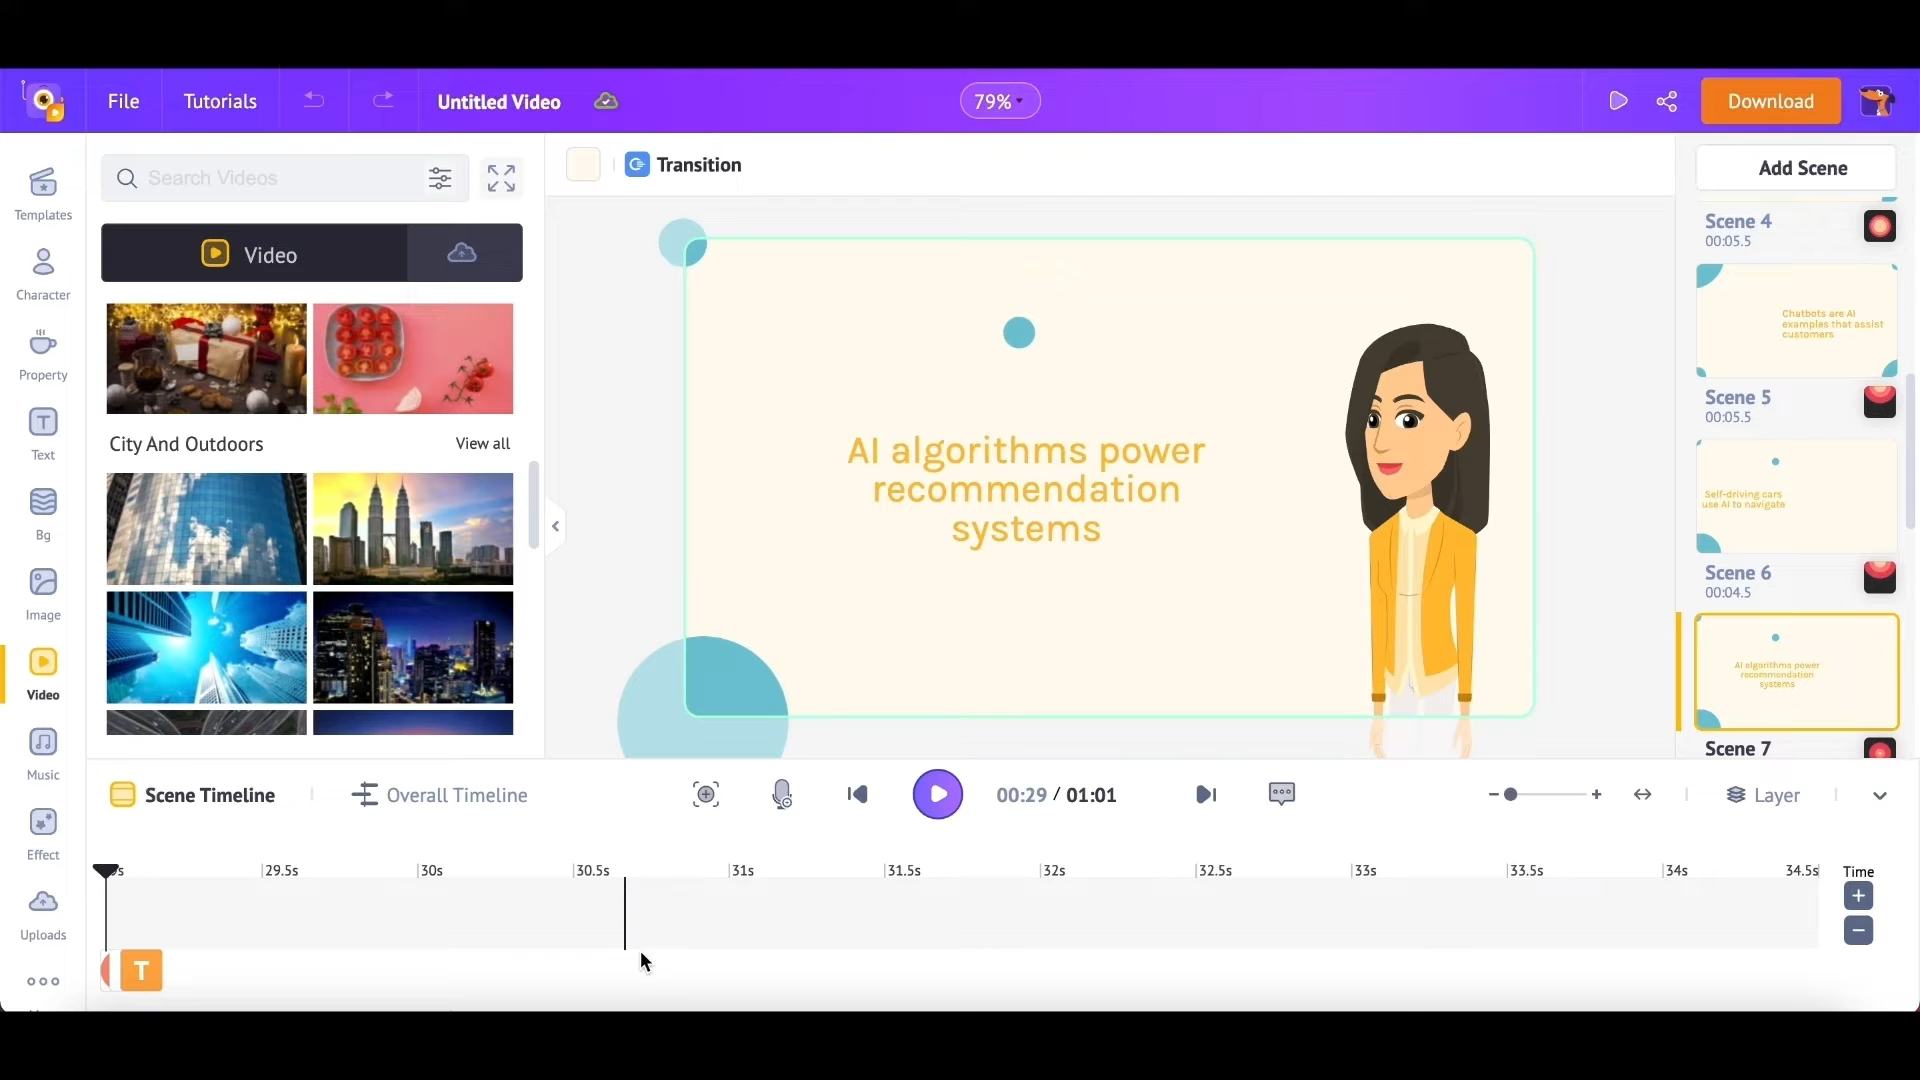 File
Tutorials
Untitled Video
79%
Download
Templates
Character
Property
Text
Bg
Image
Video
Music
Effect
Uploads
Search Videos
Video
City And Outdoors
View all
Transition
AI algorithms power
recommendation
systems
Add Scene
Scene 4
00:05.5
Chatbots are AI
examples that assist
customers
Scene 5
00:05.5
Self-driving cars
use AI to navigate
Scene 6
00:04.5
AI algorithms power
recommendation
systems
Scene 7
Scene Timeline
Overall Timeline
00:29 / 01:01
Layer
29.5s
30s
30.5s
31s
31.5s
32s
32.5s
33s
33.5s
34s
34.5s
Time
T